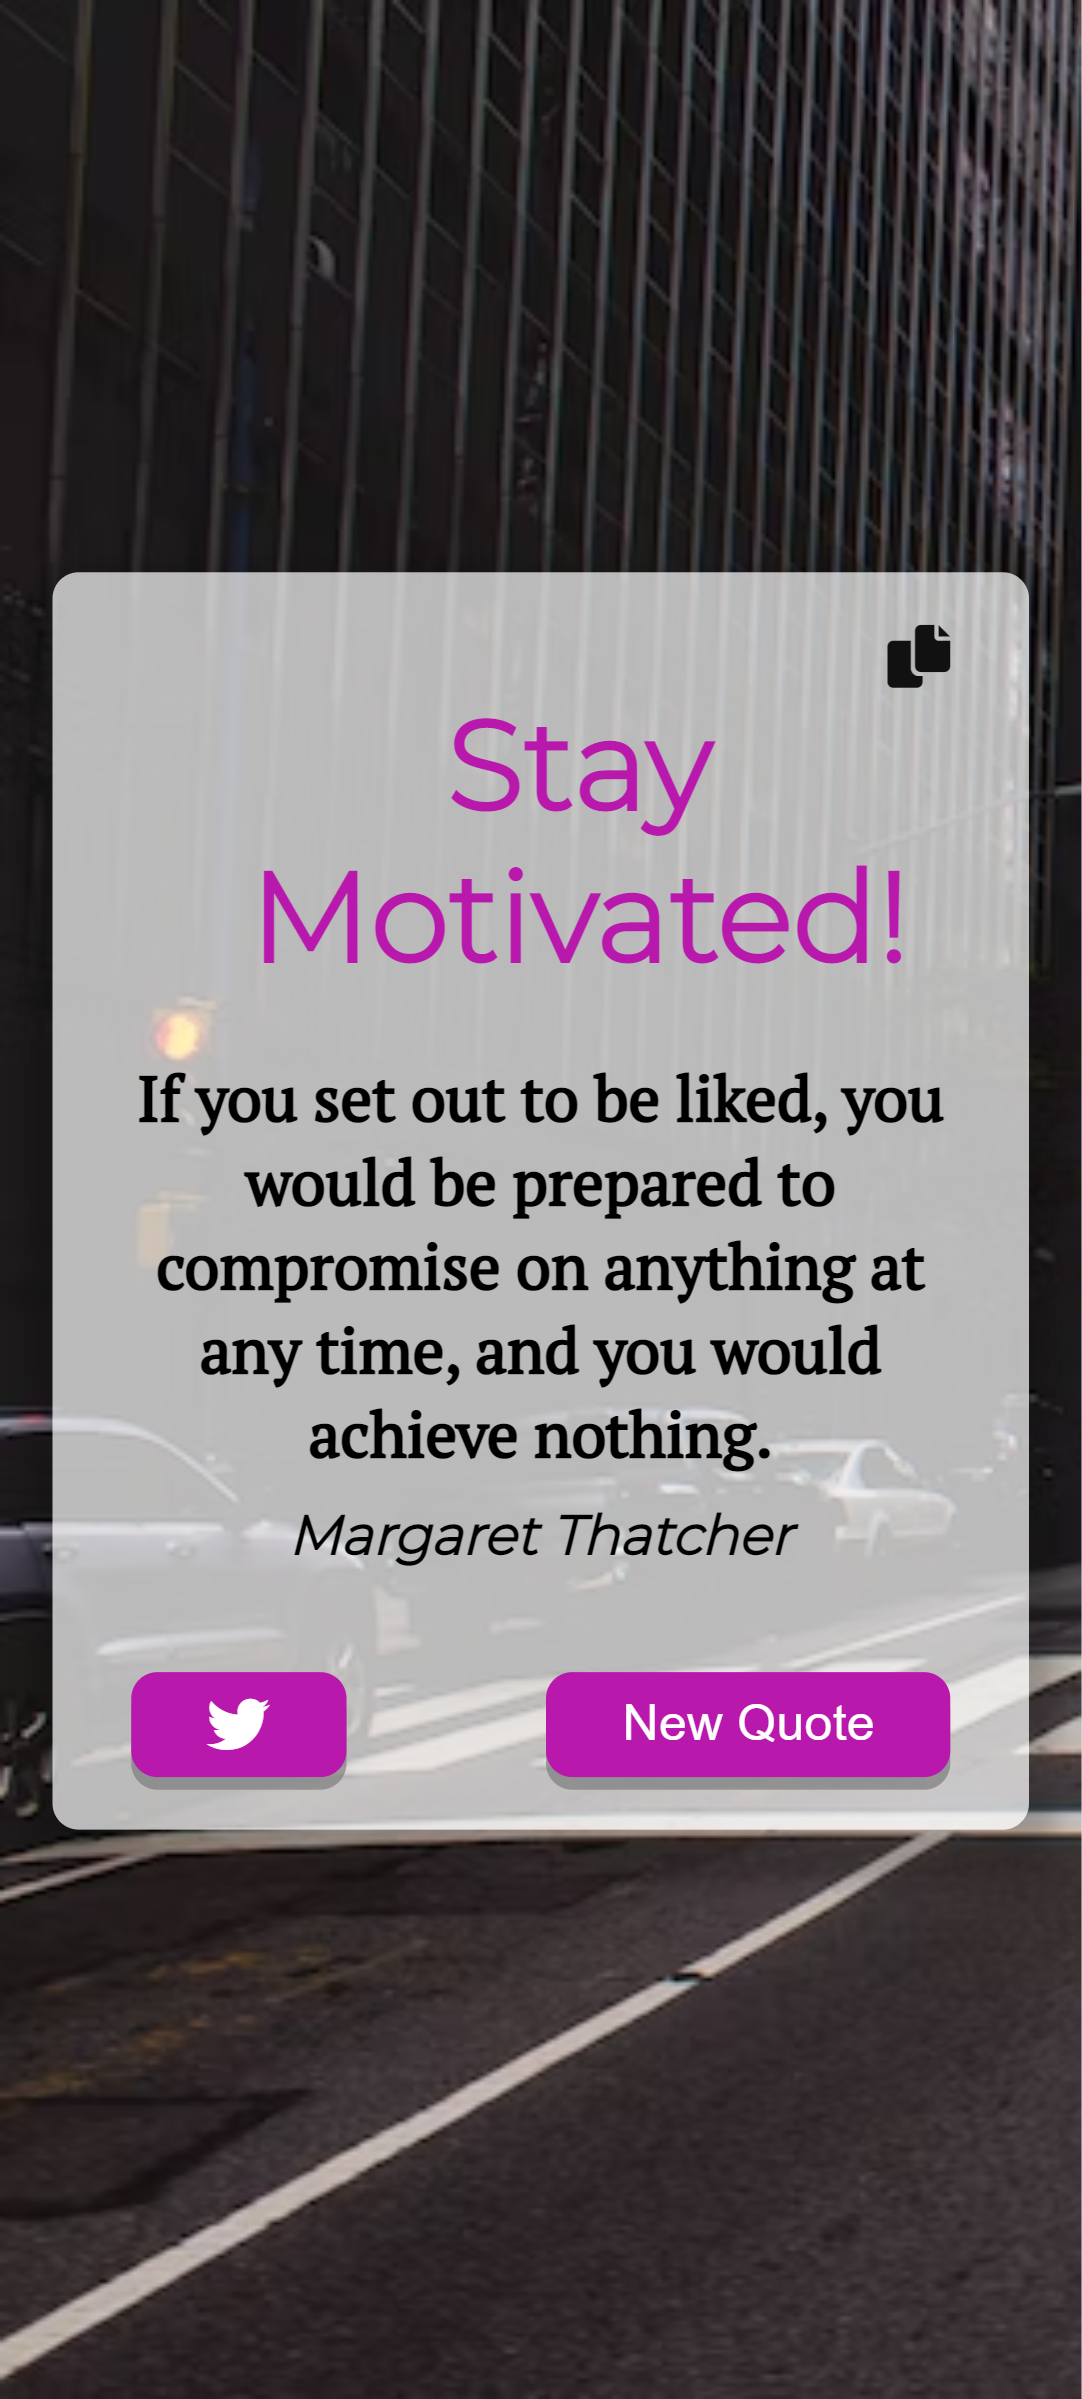 Stay
Motivated!
If you set out to be liked, you
would be prepared to
compromise on anything at
any time, and you would
achieve nothing.
Margaret Thatcher
New Quote